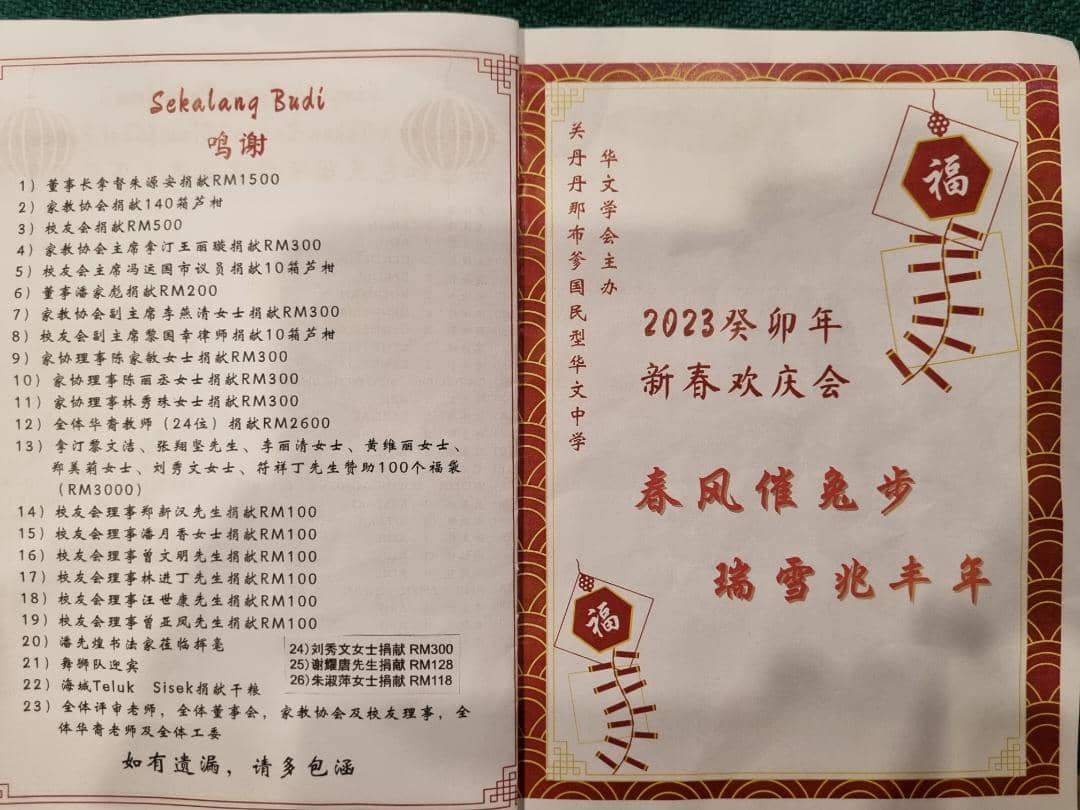 Sekalang Budi
鸣谢
1) 董事长拿督朱源安捐献RM1500
2) 家教协会捐献140箱芦柑
3) 校友会捐献RM500
4) 家教协会主席拿汀王丽璇捐献RM300
5) 校友会主席冯运国市议员捐献10箱芦柑
6) 董事潘家彪捐献RM200
7) 家教协会副主席李燕清女士捐献RM300
8) 校友会副主席黎国幸律师捐献10箱芦柑
9) 家协理事陈家敏女士捐献RM300
10) 家协理事陈丽丞女士捐献RM300
11) 家协理事林秀珠女士捐献RM300
12) 全体华裔教师（24位）捐献RM2600
13) 拿汀黎文洁、张翔坚先生、李丽清女士、黄维丽女士、
郑美莉女士、刘秀文女士、符祥丁先生赞助100个福袋
（RM3000）
14) 校友会理事郑新汉先生捐献RM100
15) 校友会理事潘月香女士捐献RM100
16) 校友会理事曾文明先生捐献RM100
17) 校友会理事林进丁先生捐献RM100
18) 校友会理事汪世康先生捐献RM100
19) 校友会理事曾亚凤先生捐献RM100
20) 潘先煌书法家莅临挥毫
21) 舞狮队迎宾
22) 海城Teluk Sisek捐献干粮
23) 全体评审老师，全体董事会，家教协会及校友理事，全
体华裔老师及全体工委
24)刘秀文女士捐献 RM300
25)谢耀唐先生捐献 RM128
26)朱淑萍女士捐献 RM118
如有遗漏，请多包涵
关丹丹那布爹国民型华文中学
华文学会主办
福
2023癸卯年
新春欢庆会
春风催兔步
瑞雪兆丰年
福